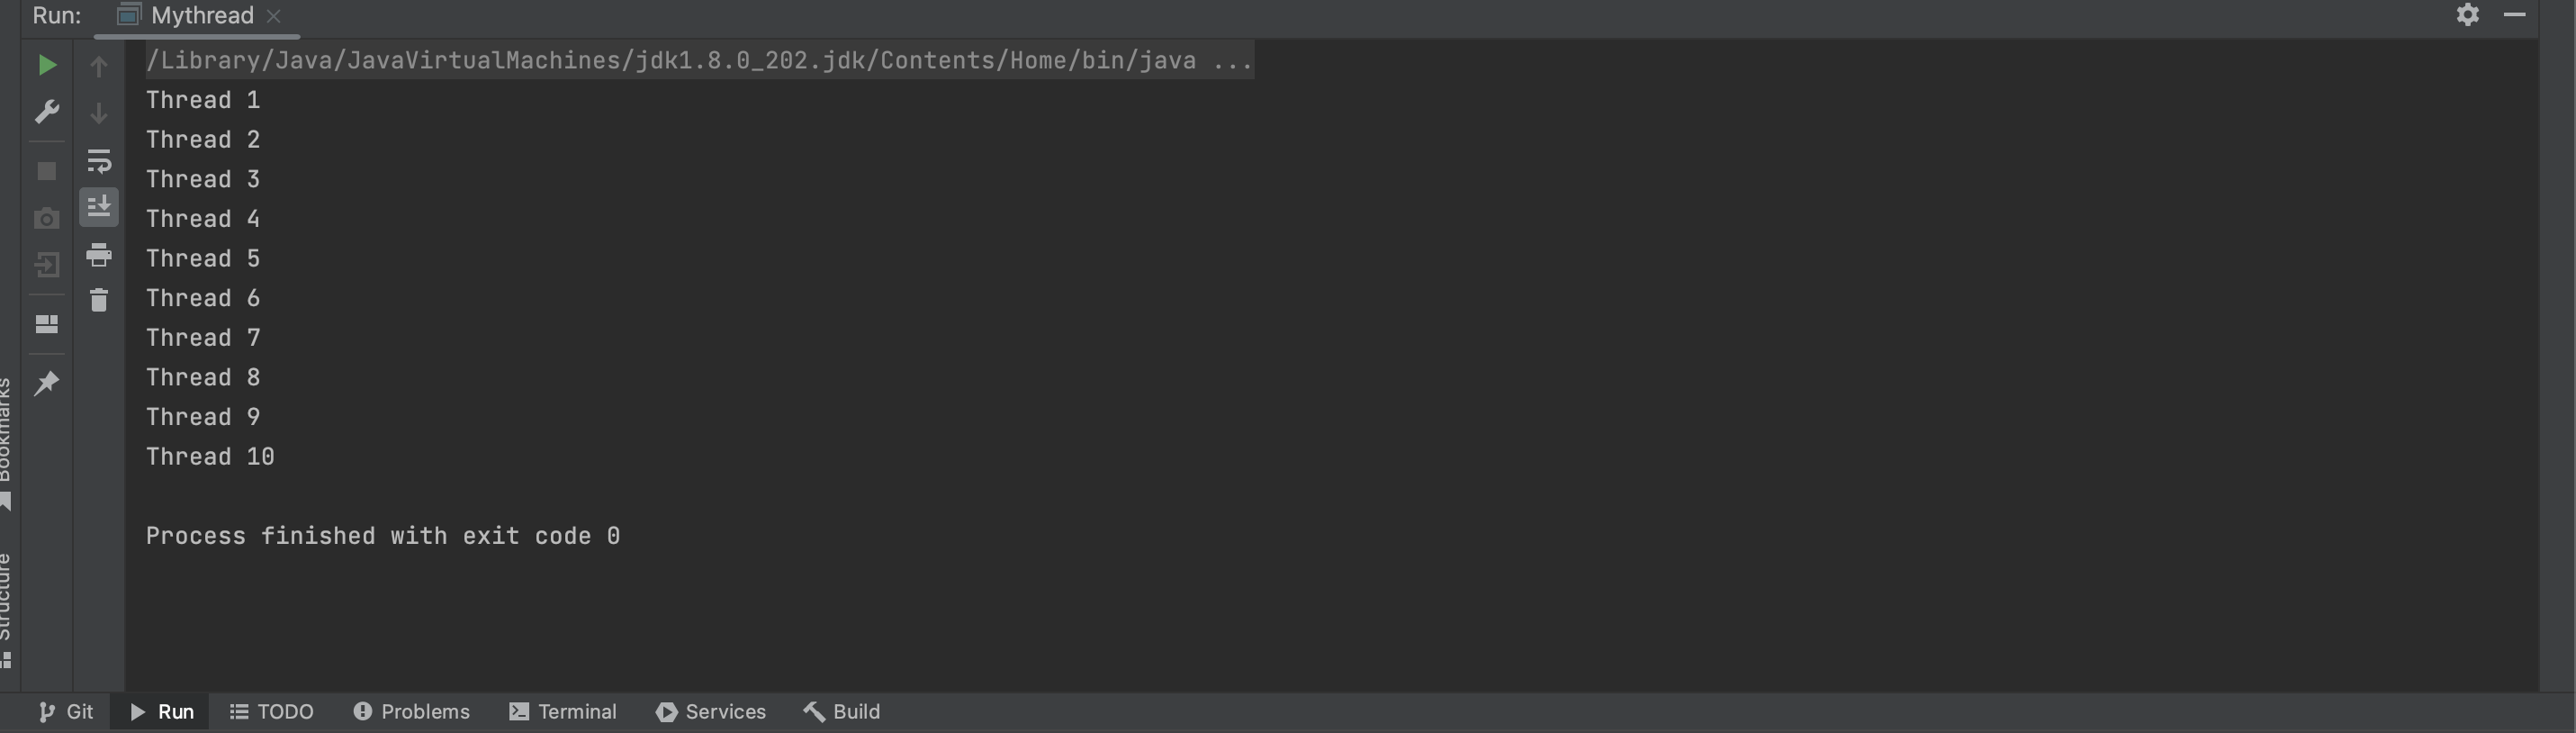 Run: Mythread
/Library/Java/JavaVirtualMachines/jdk1.8.0_202.jdk/Contents/Home/bin/java ...
Thread 1
Thread 2
Thread 3
Thread 4
Thread 5
Thread 6
Thread 7
Thread 8
Thread 9
Thread 10
Process finished with exit code 0
Bookmarks
Structure
Git Run TODO Problems Terminal Services Build